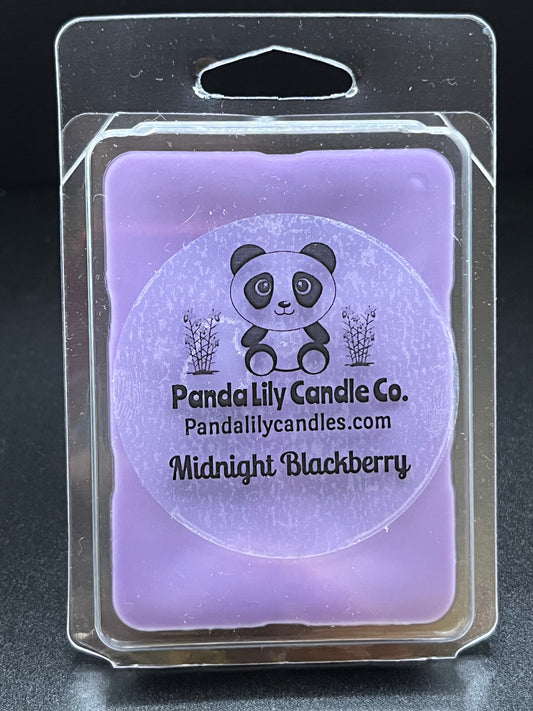 Panda Lily Candle Co.
Pandalilycandles.com
Midnight Blackberry